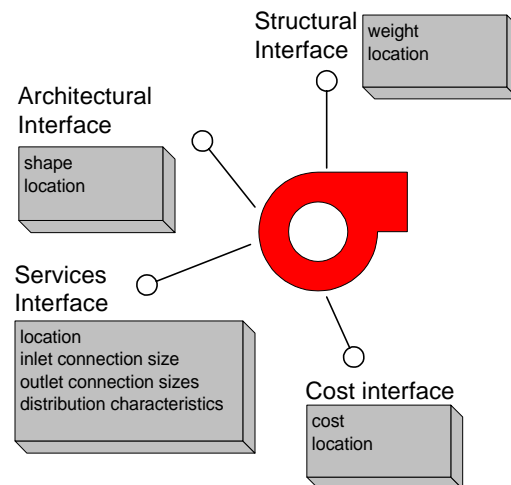 Structural
Interface
weight
location
Architectural
Interface
shape
location
Services
Interface
location
inlet connection size
outlet connection sizes
distribution characteristics
Cost interface
cost
location